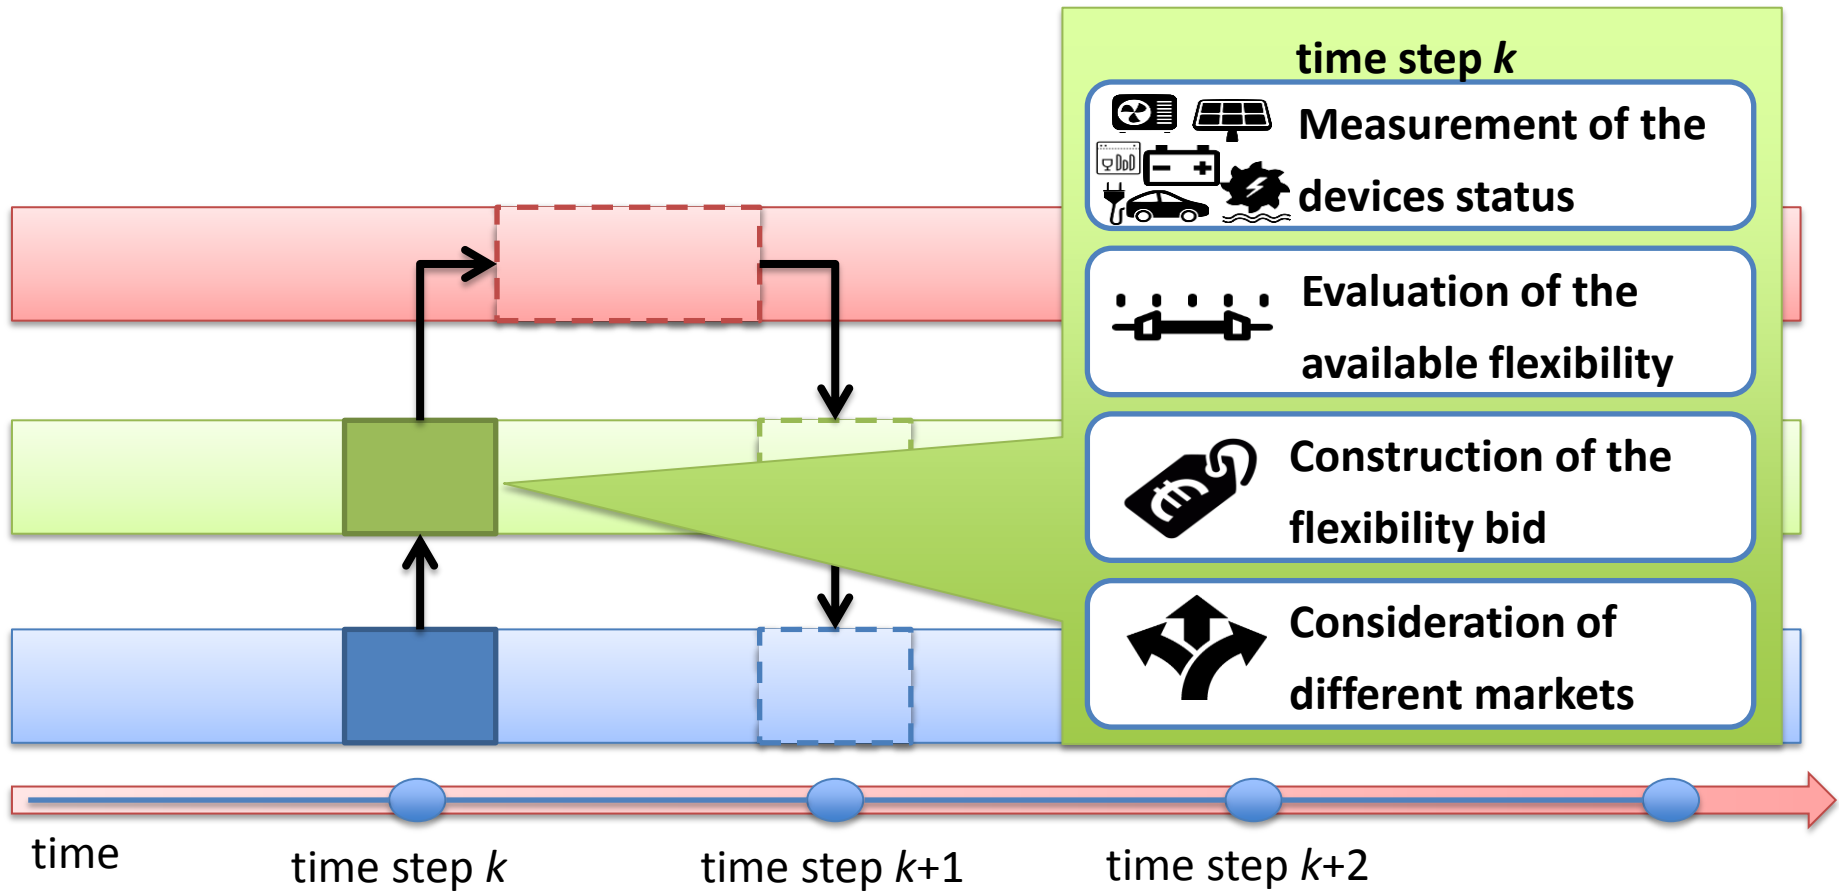 time step k
Measurement of the
devices status
Evaluation of the
available flexibility
Construction of the
flexibility bid
Consideration of
different markets
time
time step k
time step k+1
time step k+2